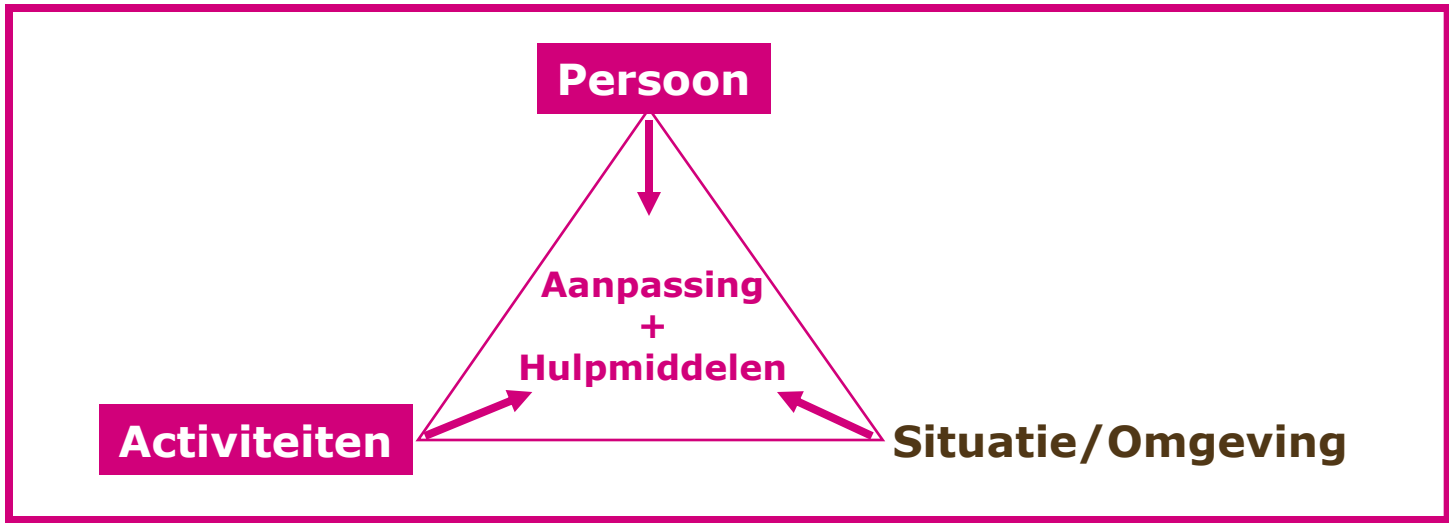 Persoon
Aanpassing
+
Hulpmiddelen
Activiteiten
Situatie/Omgeving